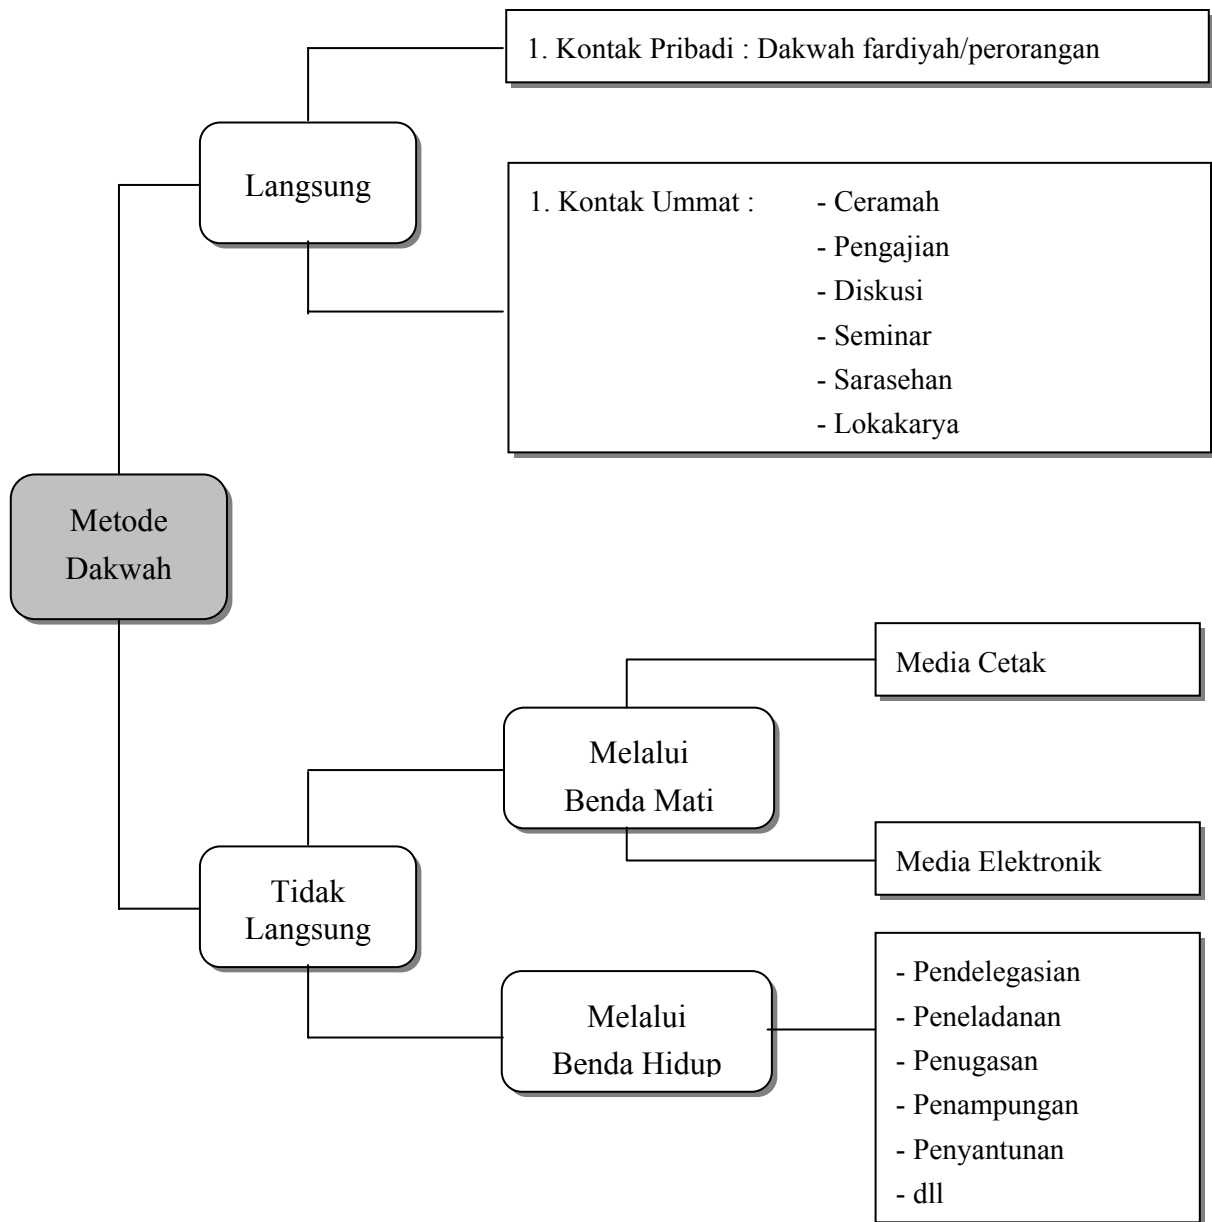 1. Kontak Pribadi : Dakwah fardiyah/perorangan
Langsung
1. Kontak Ummat : - Ceramah
- Pengajian
- Diskusi
- Seminar
- Sarasehan
- Lokakarya
Metode
Dakwah
Media Cetak
Melalui
Benda Mati
Media Elektronik
Tidak
Langsung
Melalui
Benda Hidup
- Pendelegasian
- Peneladanan
- Penugasan
- Penampungan
- Penyantunan
- dll